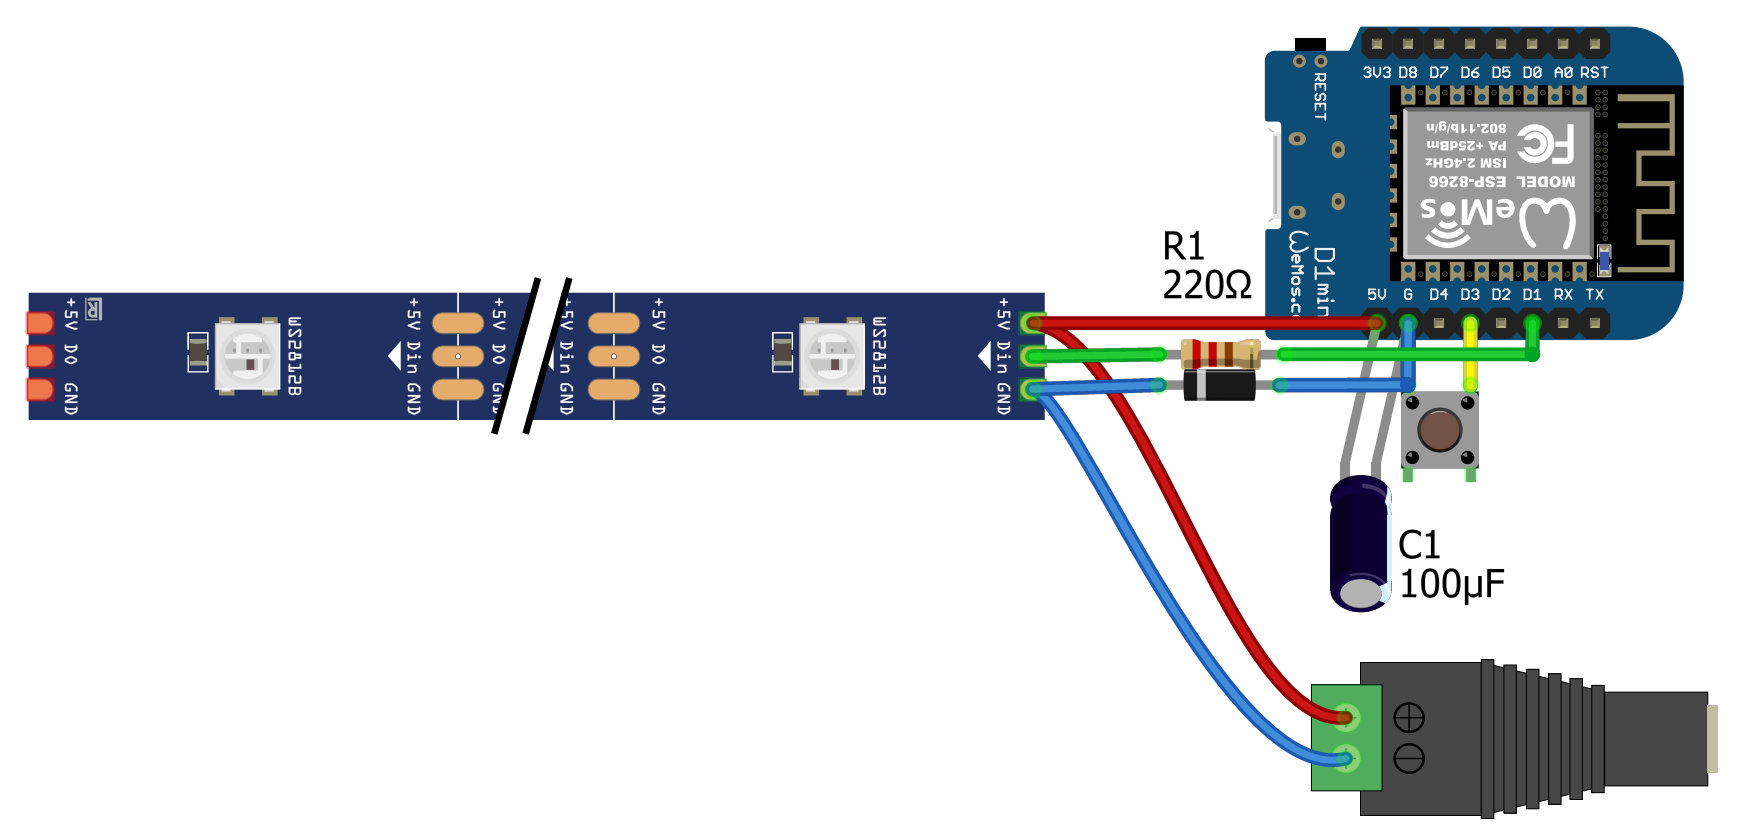 3V3 D8 D7 D6 D5 D0 A0 RST
RESET
802.11b/g/n
PA +25dBm
ISM 2.4GHz
MODEL ESP-8266
FC
WeMos
D1 min
WeMos.c
5V G D4 D3 D2 D1 RX TX
R1
220Ω
+5V
DO
GND
R
WS2812B
+5V
Din
GND
+5V
DO
GND
+5V
Din
GND
+5V
DO
GND
WS2812B
+5V
Din
GND
C1
100µF